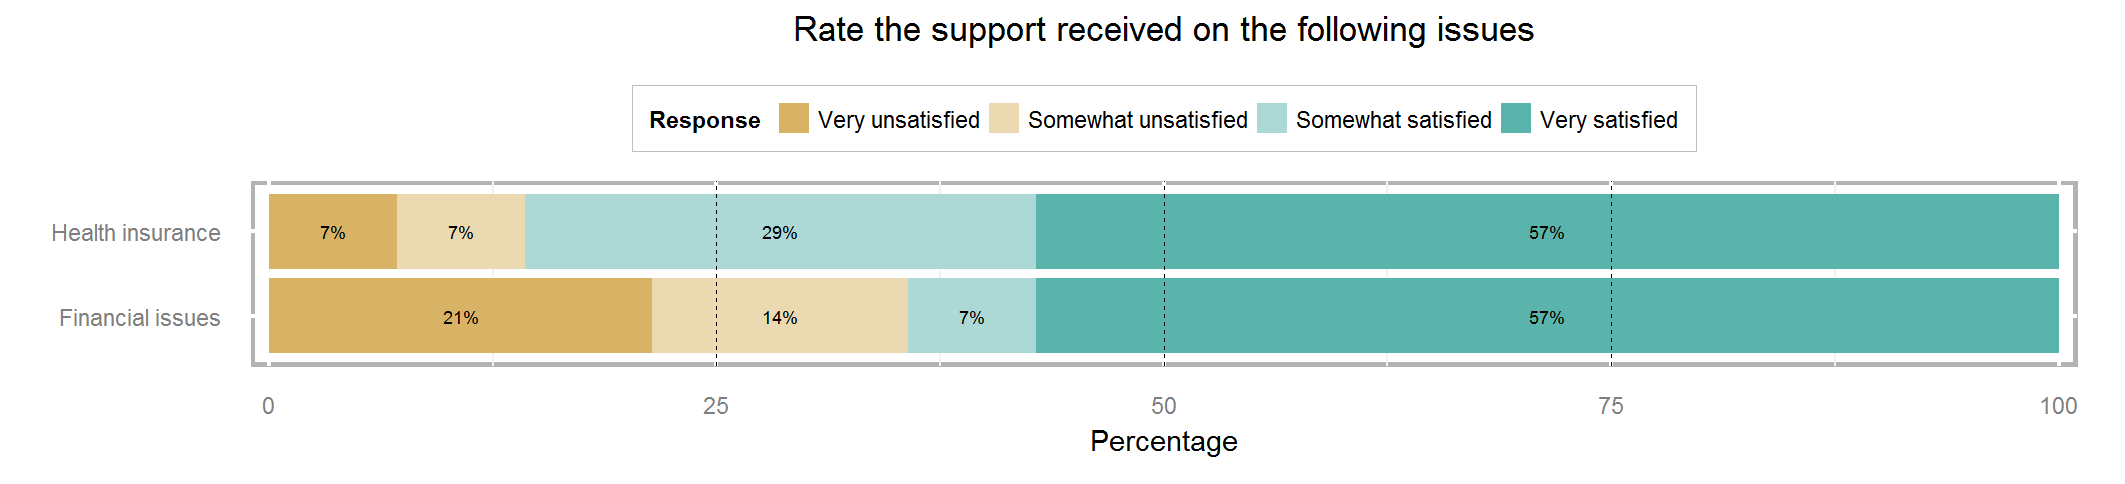 Rate the support received on the following issues
Response Very unsatisfied Somewhat unsatisfied Somewhat satisfied Very satisfied
Health insurance 7% 7% 29% 57%
Financial issues 21% 14% 7% 57%
0 25 50 75 100
Percentage